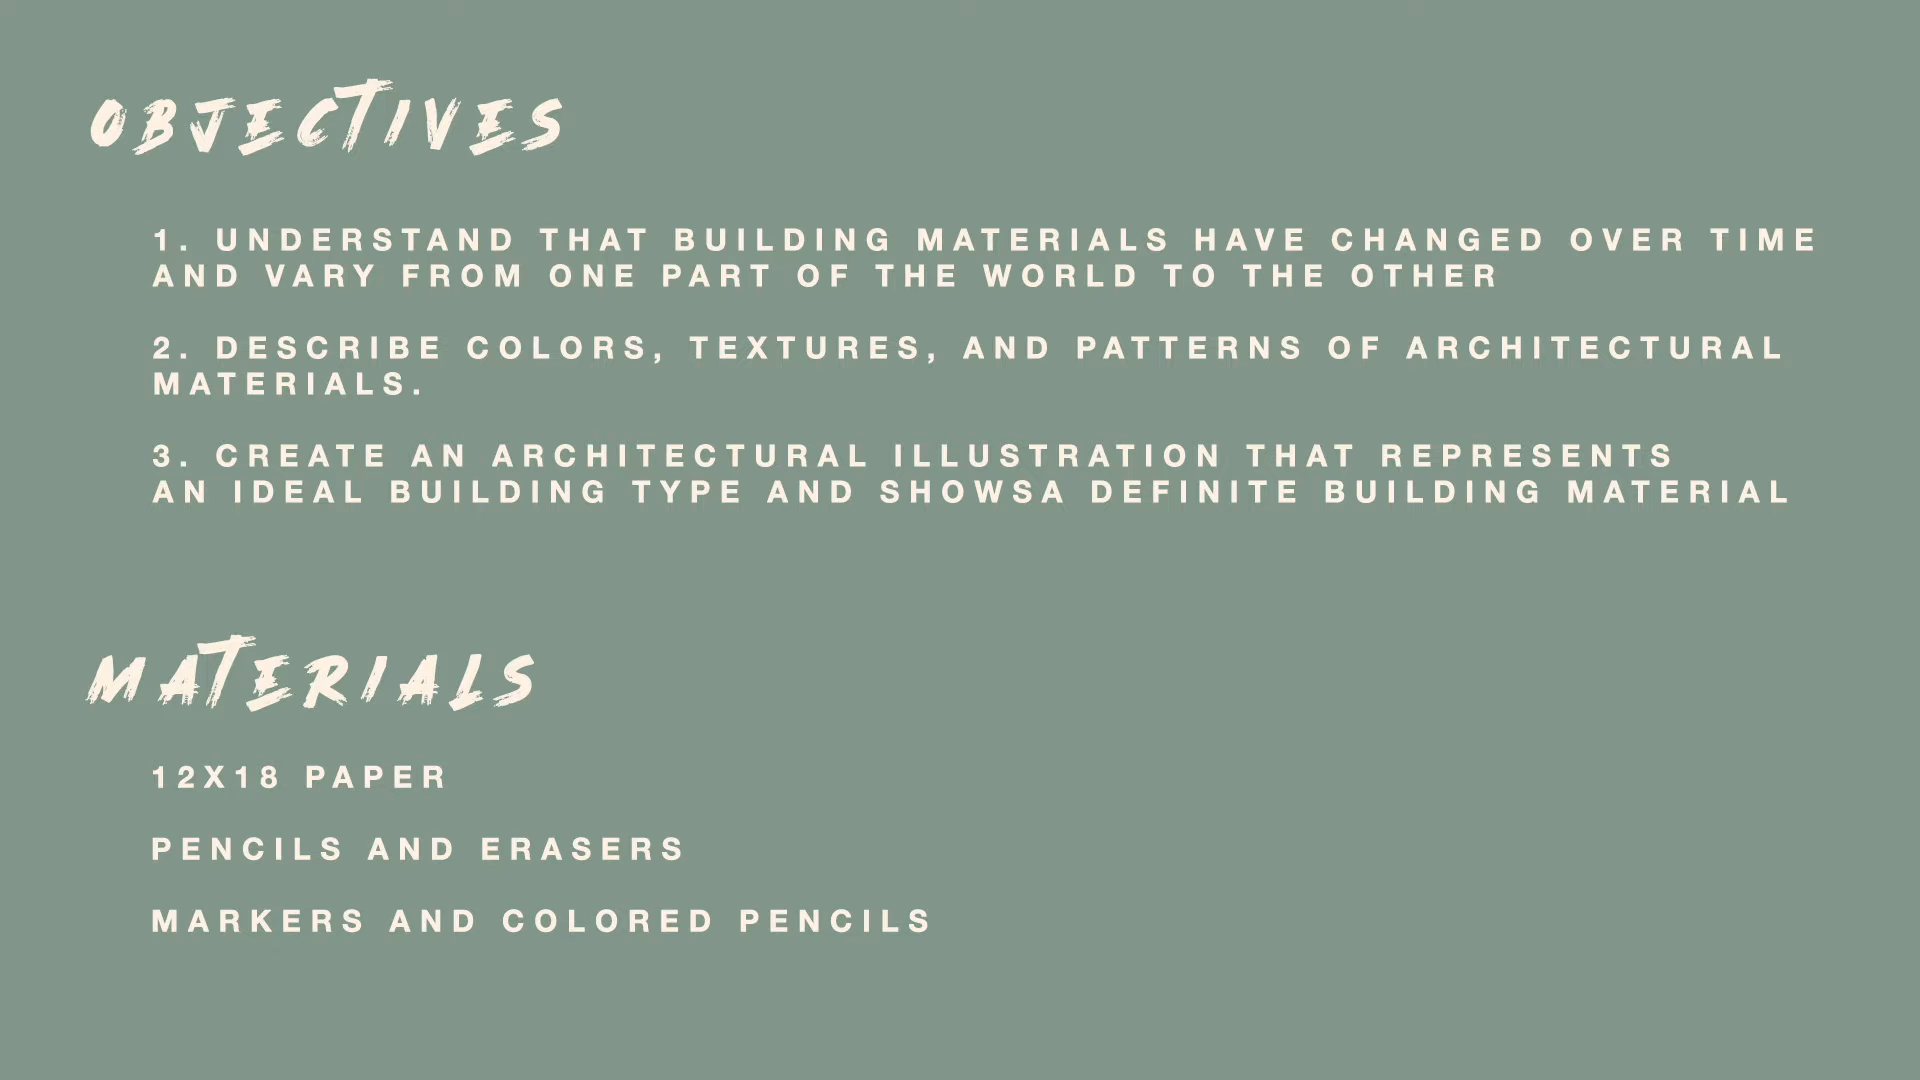 OBJECTIVES
1. UNDERSTAND THAT BUILDING MATERIALS HAVE CHANGED OVER TIME
AND VARY FROM ONE PART OF THE WORLD TO THE OTHER
2. DESCRIBE COLORS, TEXTURES, AND PATTERNS OF ARCHITECTURAL
MATERIALS.
3. CREATE AN ARCHITECTURAL ILLUSTRATION THAT REPRESENTS
AN IDEAL BUILDING TYPE AND SHOWSA DEFINITE BUILDING MATERIAL
MATERIALS
12X18 PAPER
PENCILS AND ERASERS
MARKERS AND COLORED PENCILS